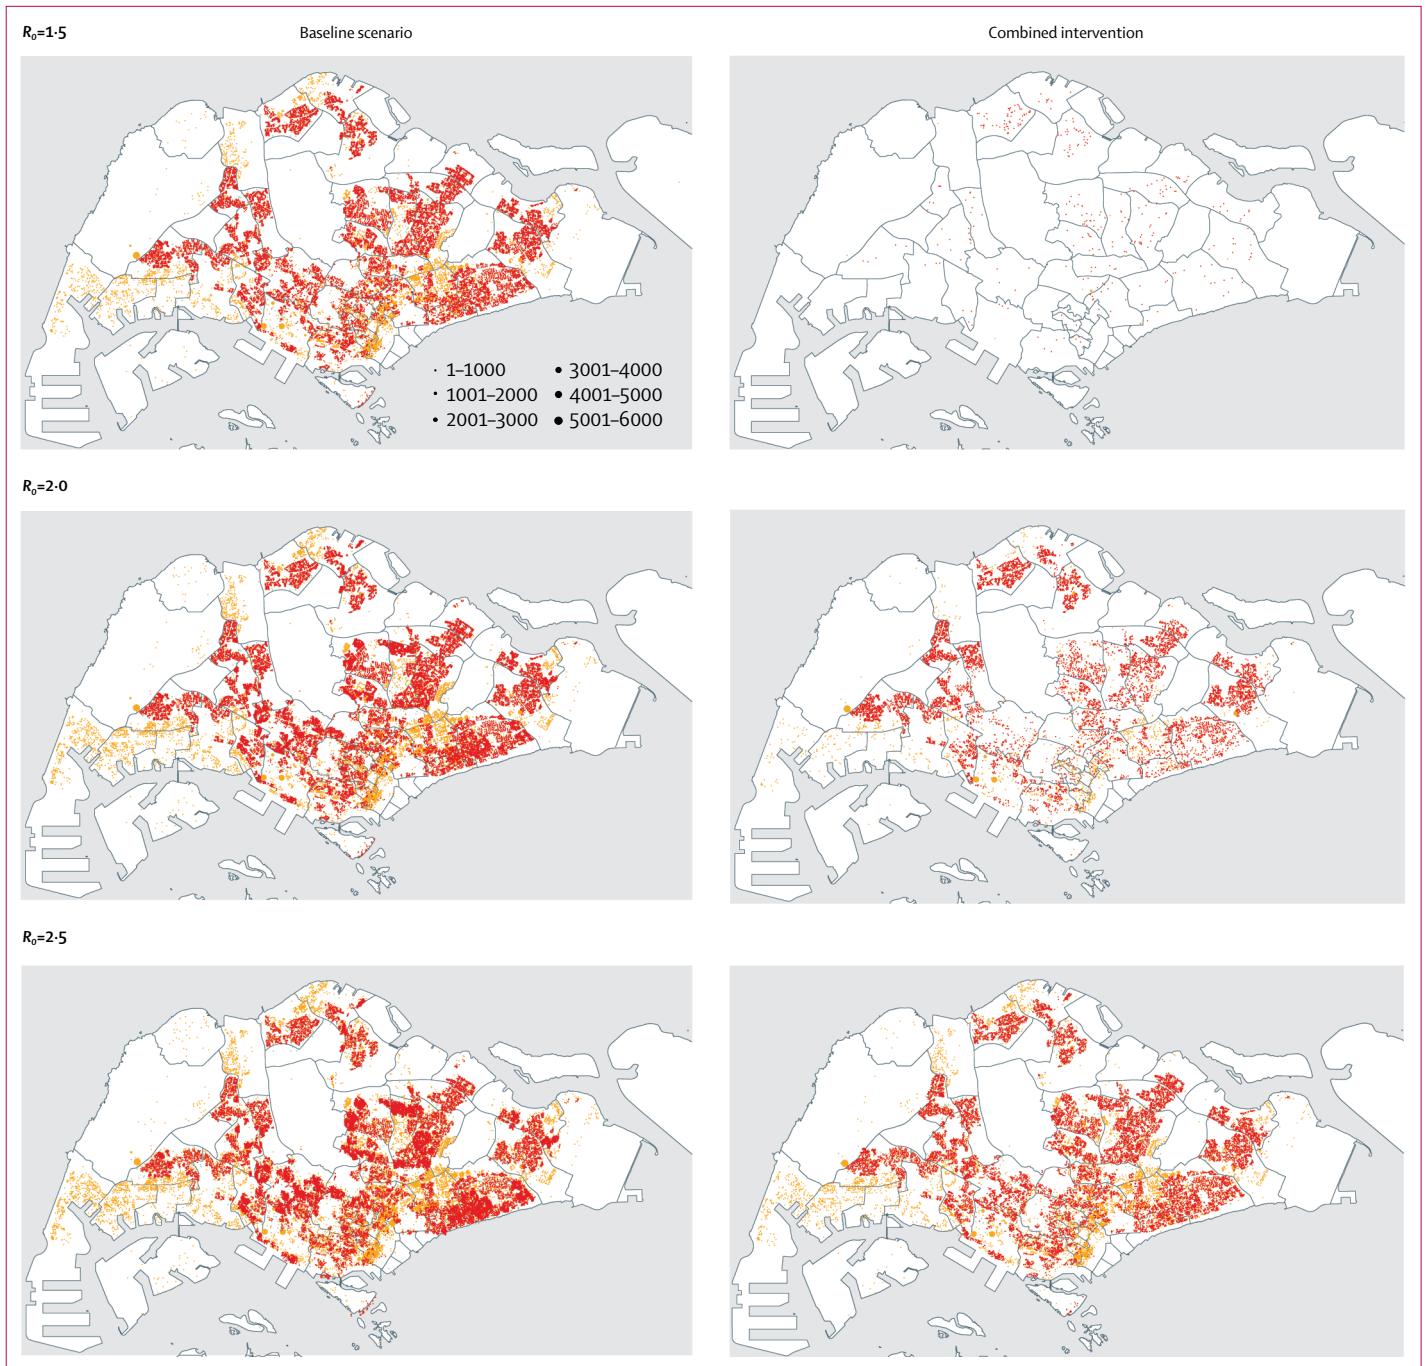 R₀=1·5
Baseline scenario
Combined intervention
1–1000
3001–4000
1001–2000
4001–5000
2001–3000
5001–6000
R₀=2·0
R₀=2·5